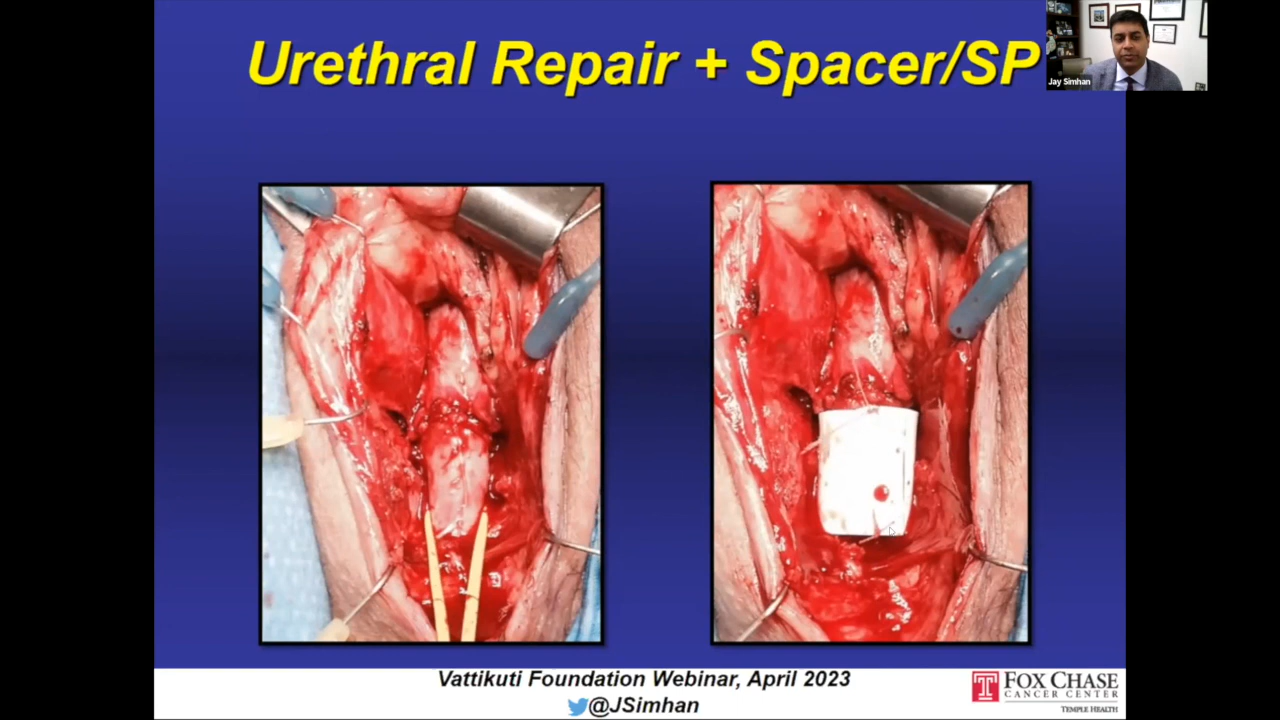 Urethral Repair + Spacer/SP
Jay Simhan
Vattikuti Foundation Webinar, April 2023
@JSimhan
FOX CHASE
CANCER CENTER
TEMPLE HEALTH